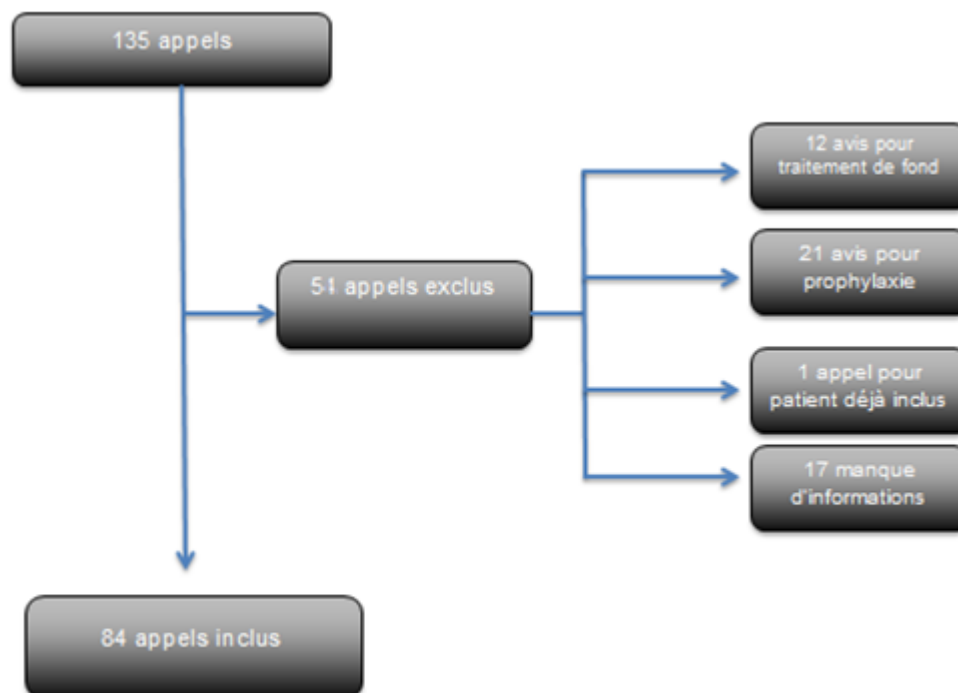 135 appels
12 avis pour
traitement de fond
21 avis pour
prophylaxie
appels exclus
1 appel pour
patient déjà inclus
17 manque
d'informations
84 appels inclus